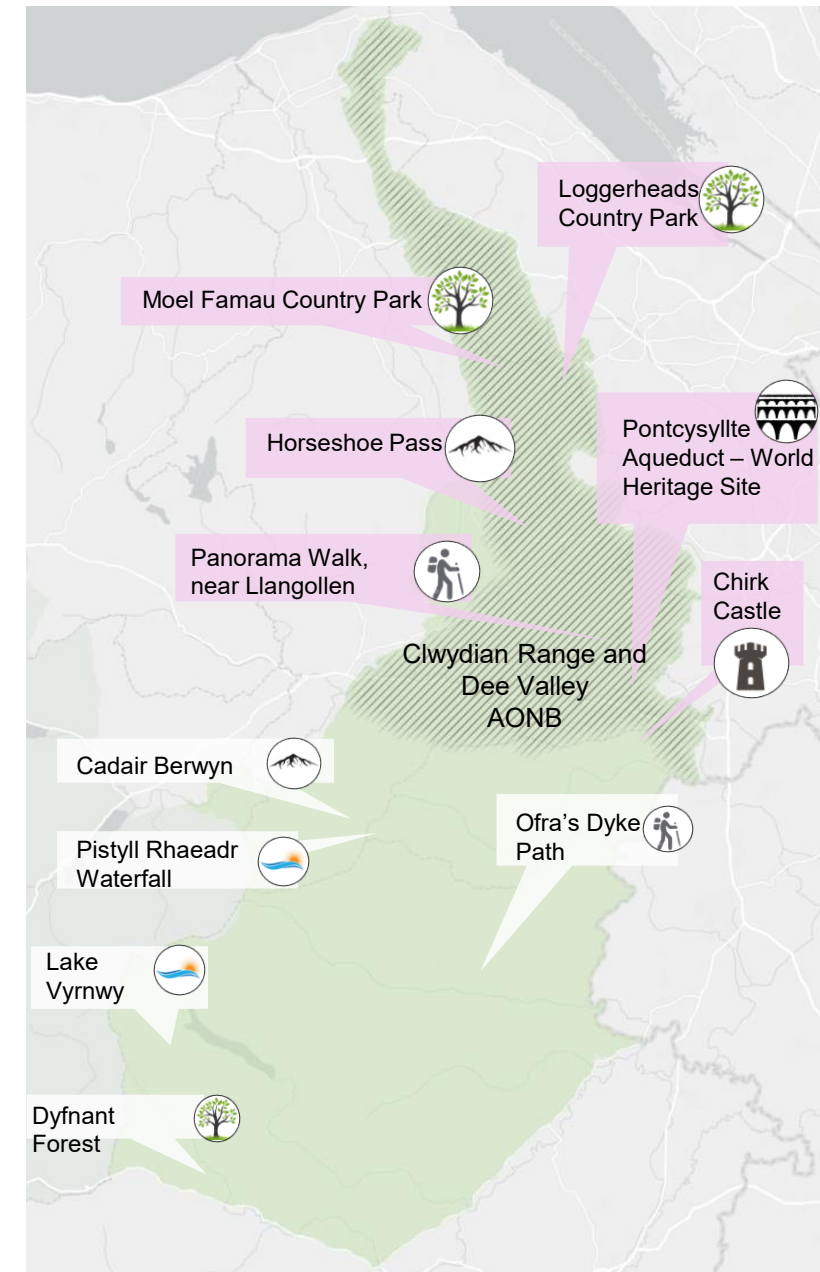 Loggerheads
Country Park
Moel Famau Country Park
Horseshoe Pass
Pontcysyllte
Aqueduct – World
Heritage Site
Panorama Walk,
near Llangollen
Chirk
Castle
Clwydian Range and
Dee Valley
AONB
Cadair Berwyn
Ofra's Dyke
Path
Pistyll Rhaeadr
Waterfall
Lake
Vyrnwy
Dyfnant
Forest